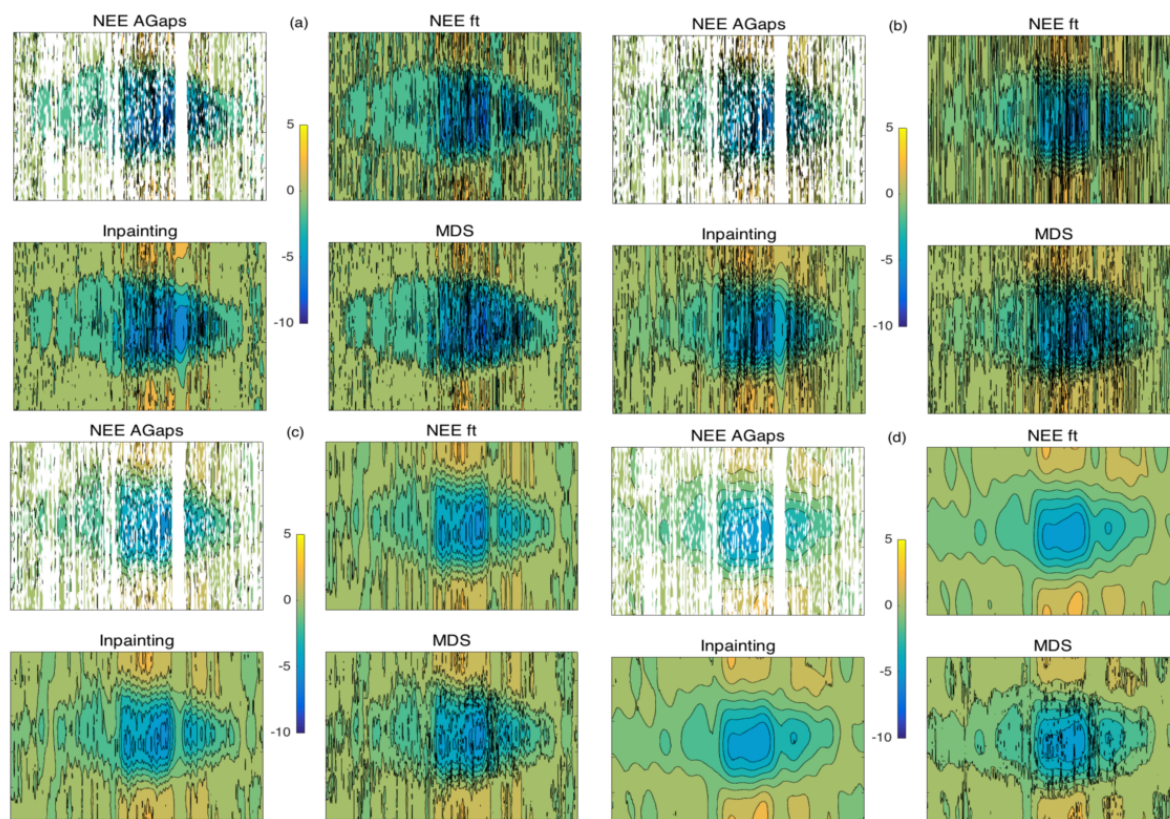 NEE AGaps (a) NEE ft
5
0
-5
-10
Inpainting MDS
NEE AGaps (b) NEE ft
5
0
-5
-10
Inpainting MDS
NEE AGaps (c) NEE ft
5
0
-5
-10
Inpainting MDS
NEE AGaps (d) NEE ft
5
0
-5
-10
Inpainting MDS